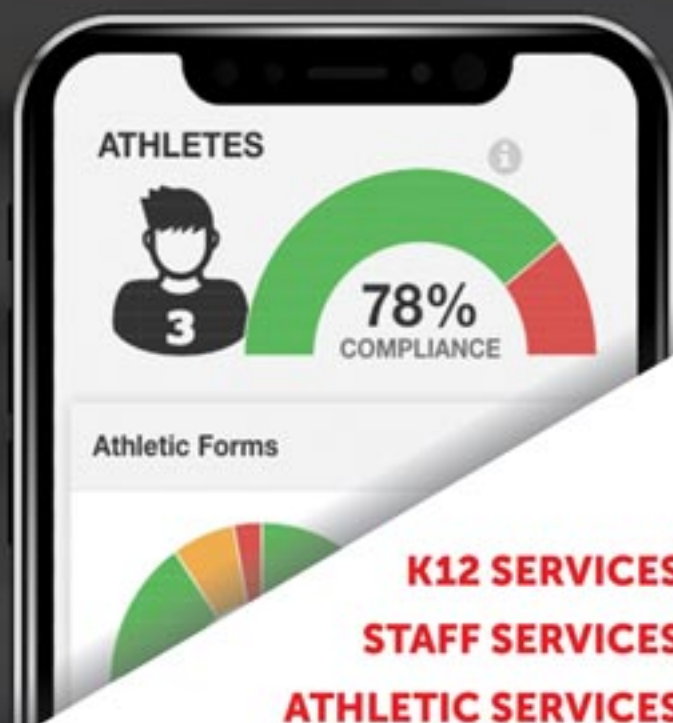 ATHLETES
3
78%
COMPLIANCE
Athletic Forms
K12 SERVICES
STAFF SERVICES
ATHLETIC SERVICES